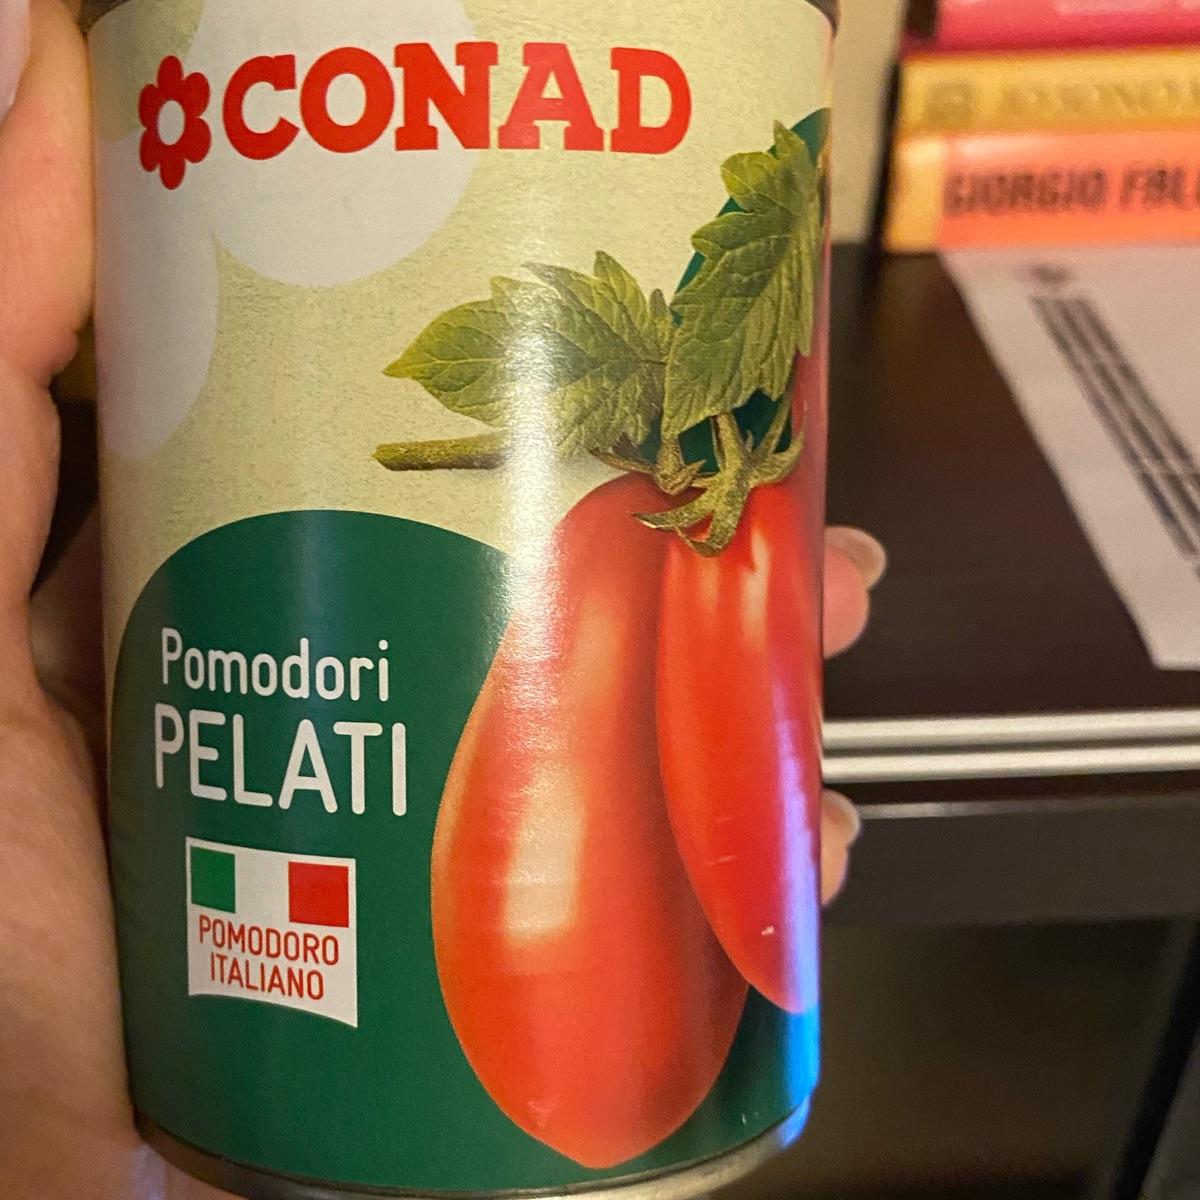 CONAD
Pomodori
PELATI
POMODORO
ITALIANO
GIORGIO